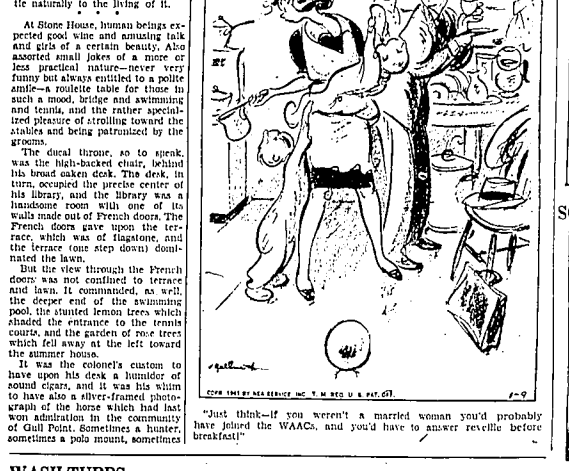 tle naturally to the living of it.
* * *
At Stone House, human beings ex-
pected good wine and amusing talk
and girls of a certain beauty. Also
assorted small jokes of a more or
less practical nature—never very
funny but always entitled to a polite
smile—a roulette table for those in
such a mood, bridge and swimming
and tennis, and the rather special-
ized pleasure of strolling toward the
stables and being patronized by the
grooms.
The ducal throne, so to speak,
was the high-backed chair, behind
his broad oaken desk. The desk, in
turn, occupied the precise center of
his library, and the library was a
handsome room with one of its
walls made out of French doors. The
French doors gave upon the ter-
race, which was of flagstone, and
the terrace (one step down) domi-
nated the lawn.
But the view through the French
doors was not confined to terrace
and lawn. It commanded, as well,
the deeper end of the swimming
pool, the stunted lemon trees which
shaded the entrance to the tennis
courts, and the garden of rose trees
which fell away at the left toward
the summer house.
It was the colonel's custom to
have upon his desk a humidor of
sound cigars, and it was his whim
to have also a silver-framed photo-
graph of the horse which had last
won admiration in the community
of Gull Point. Sometimes a hunter,
sometimes a polo mount, sometimes
galbraith
COPR. 1943 BY NEA SERVICE, INC. T. M. REG. U. S. PAT. OFF.
"Just think—if you weren't a married woman you'd probably
have joined the WAACs, and you'd have to answer reveille before
breakfast!"
WASH TUBBS